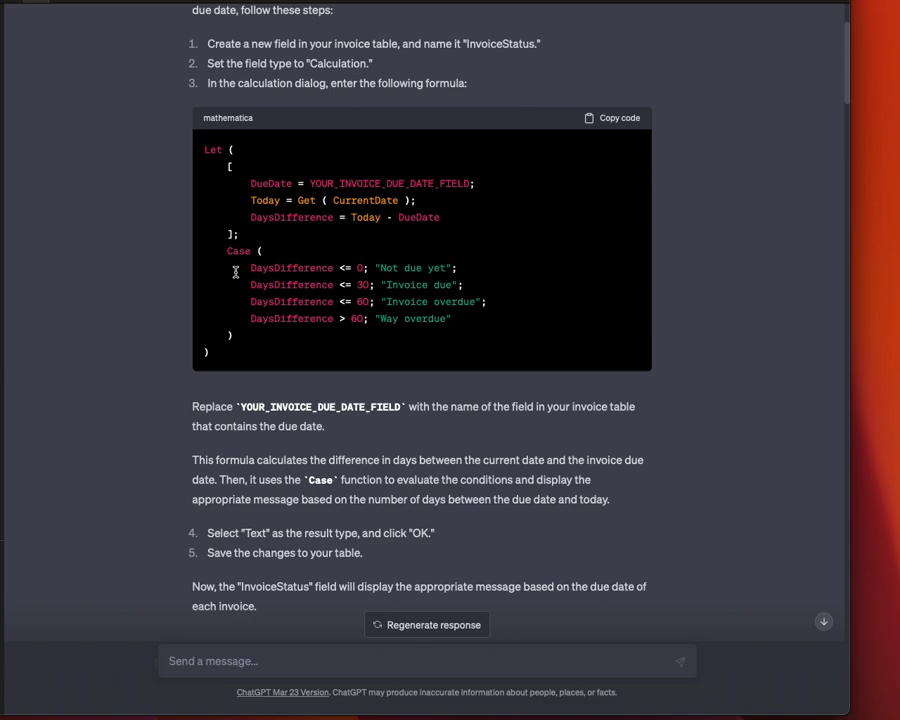 due date, follow these steps:
1. Create a new field in your invoice table, and name it "InvoiceStatus."
2. Set the field type to "Calculation."
3. In the calculation dialog, enter the following formula:
mathematica
Copy code
Let (
[
DueDate = YOUR_INVOICE_DUE_DATE_FIELD;
Today = Get ( CurrentDate );
DaysDifference = Today - DueDate
];
Case (
DaysDifference <= 0; "Not due yet";
DaysDifference <= 30; "Invoice due";
DaysDifference <= 60; "Invoice overdue";
DaysDifference > 60; "Way overdue"
)
)
Replace `YOUR_INVOICE_DUE_DATE_FIELD` with the name of the field in your invoice table
that contains the due date.
This formula calculates the difference in days between the current date and the invoice due
date. Then, it uses the `Case` function to evaluate the conditions and display the
appropriate message based on the number of days between the due date and today.
4. Select "Text" as the result type, and click "OK."
5. Save the changes to your table.
Now, the "InvoiceStatus" field will display the appropriate message based on the due date of
each invoice.
Regenerate response
Send a message...
ChatGPT Mar 23 Version. ChatGPT may produce inaccurate information about people, places, or facts.